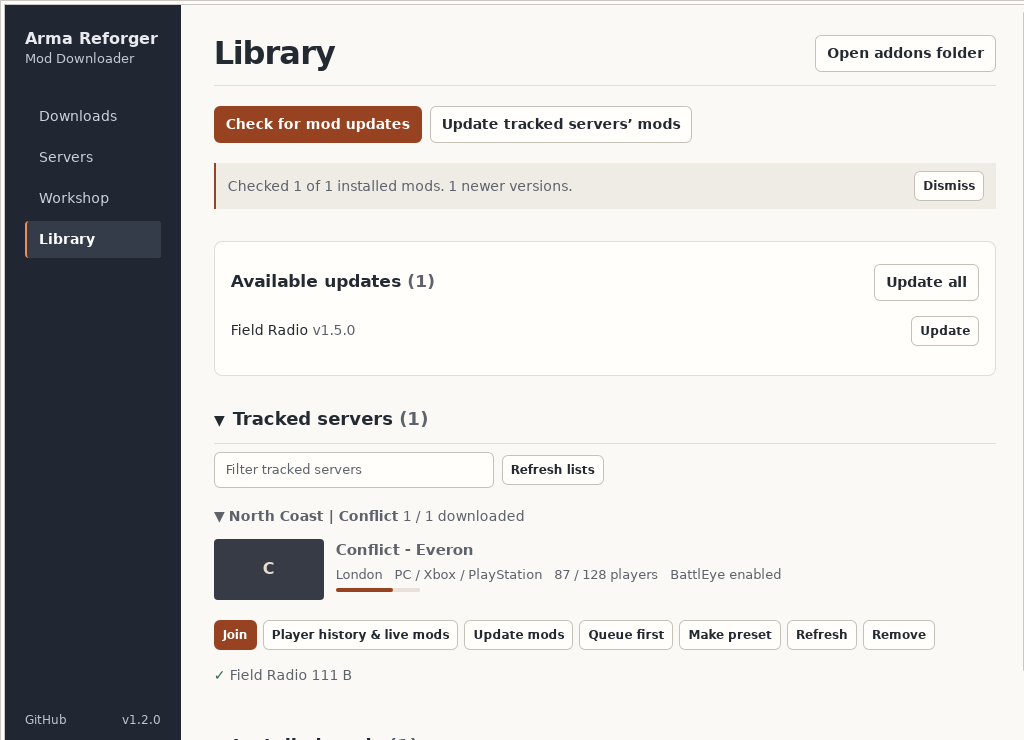 Arma Reforger
Mod Downloader
Downloads
Servers
Workshop
Library
GitHub v1.2.0
Library
Open addons folder
Check for mod updates
Update tracked servers’ mods
Checked 1 of 1 installed mods. 1 newer versions.
Dismiss
Available updates (1)
Update all
Field Radio v1.5.0
Update
▼ Tracked servers (1)
Filter tracked servers
Refresh lists
▼ North Coast | Conflict 1 / 1 downloaded
C
Conflict - Everon
London PC / Xbox / PlayStation 87 / 128 players BattlEye enabled
Join
Player history & live mods
Update mods
Queue first
Make preset
Refresh
Remove
✓ Field Radio 111 B